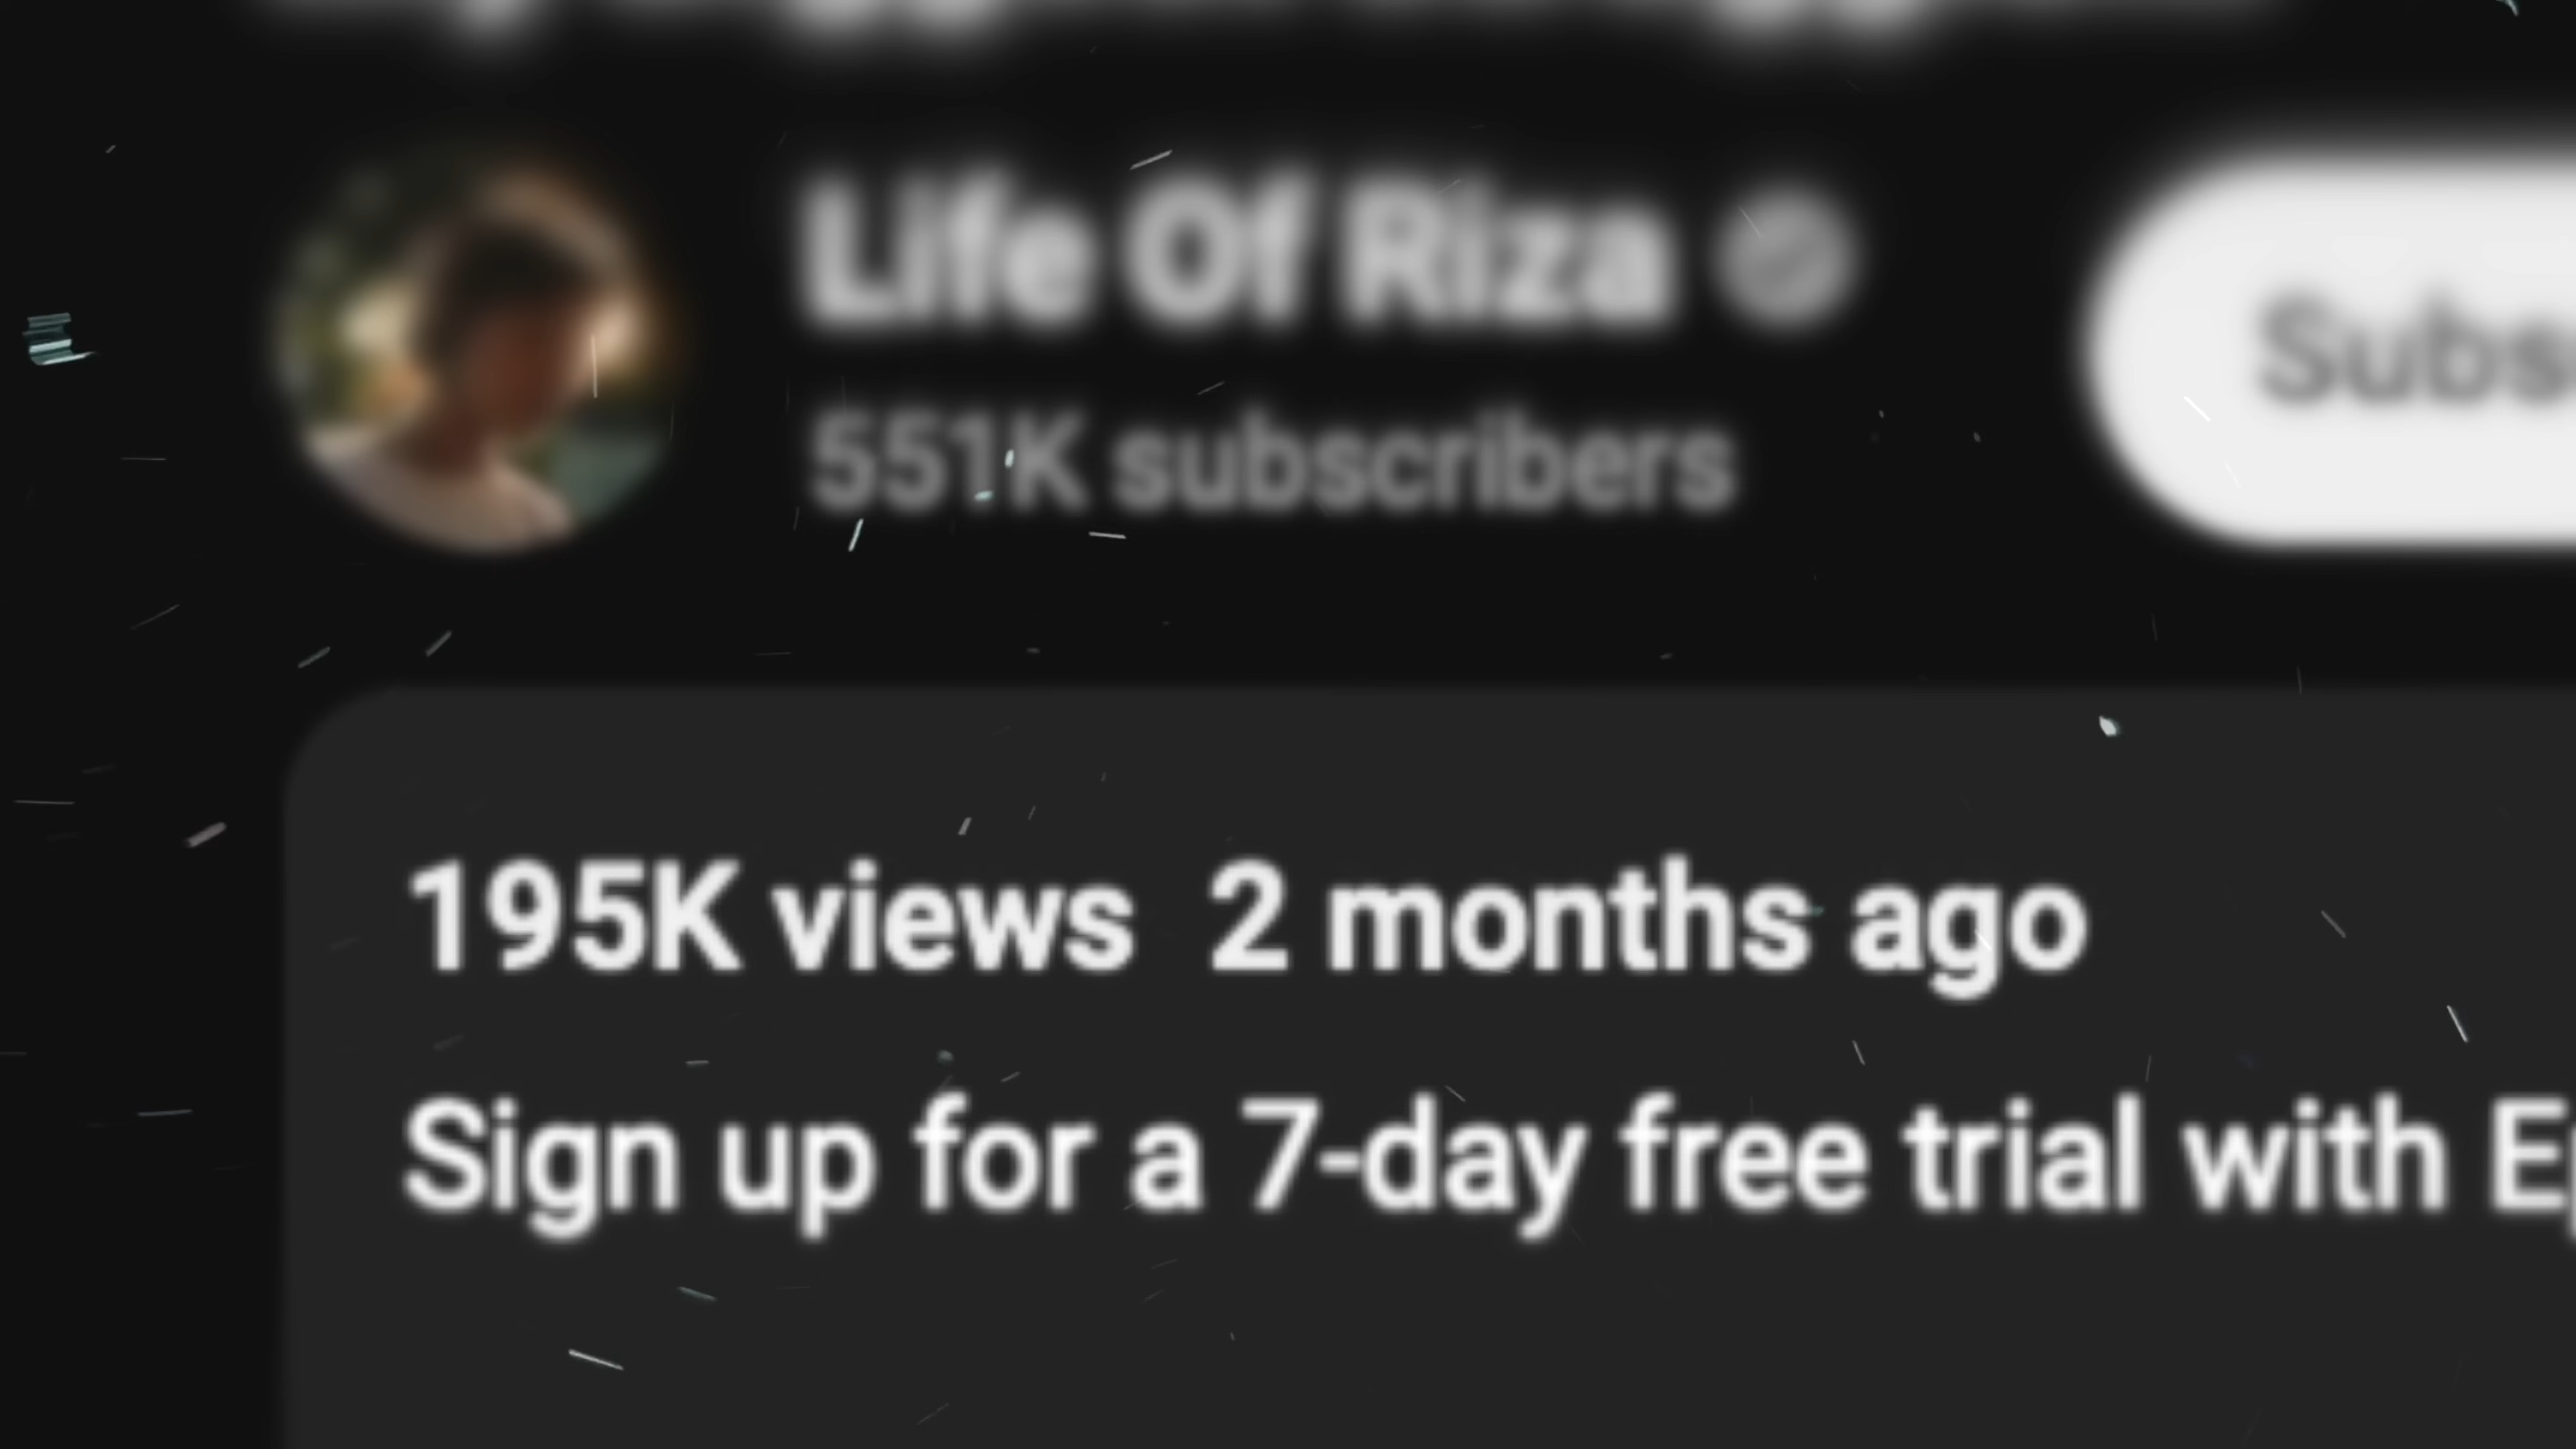 Life Of Riza
551K subscribers
Subs
195K views 2 months ago
Sign up for a 7-day free trial with Ep